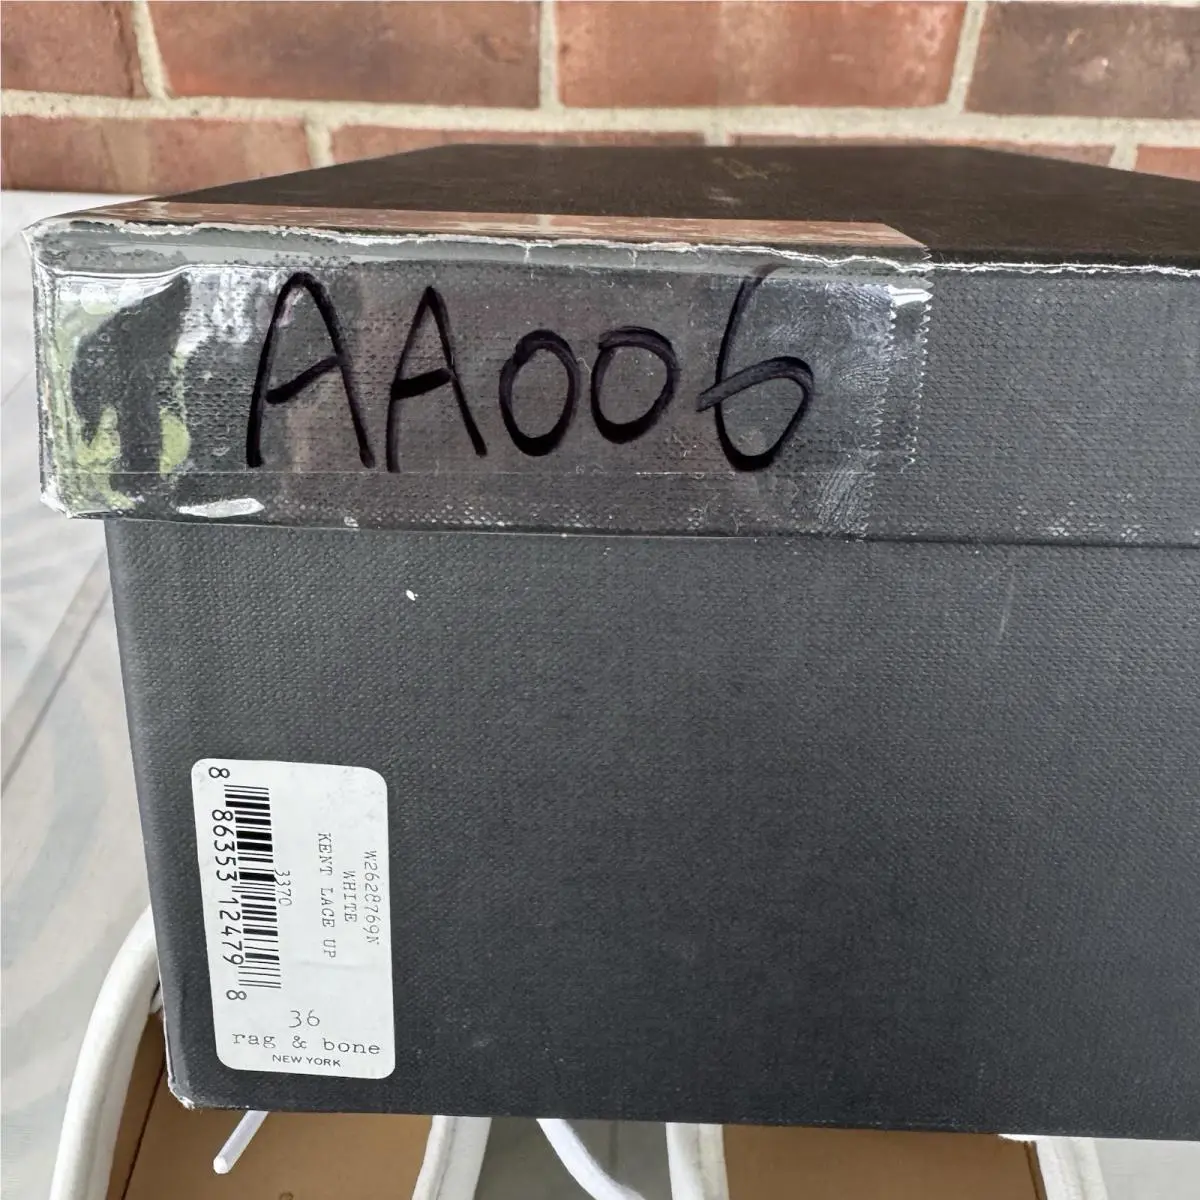 AA006
W2628769N
WHITE
KENT LACE UP
3370
8 86353 12479 8
36
rag & bone
NEW YORK